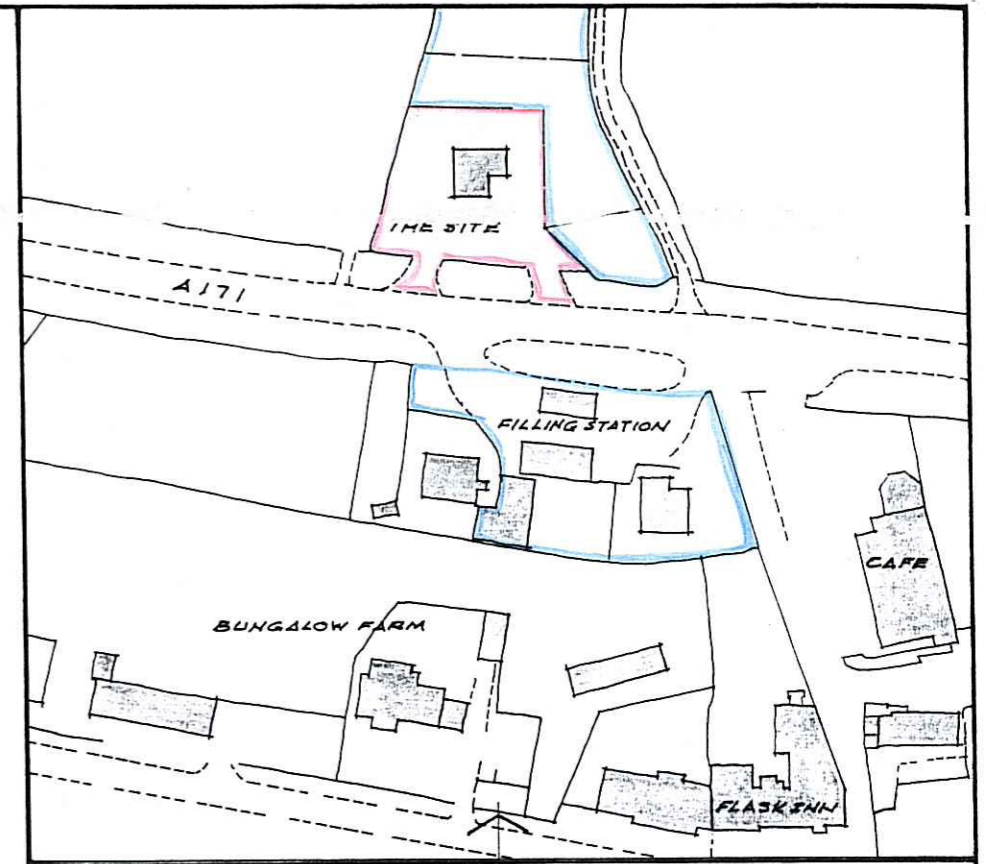 THE SITE
A171
FILLING STATION
CAFE
BUNGALOW FARM
FLASK INN